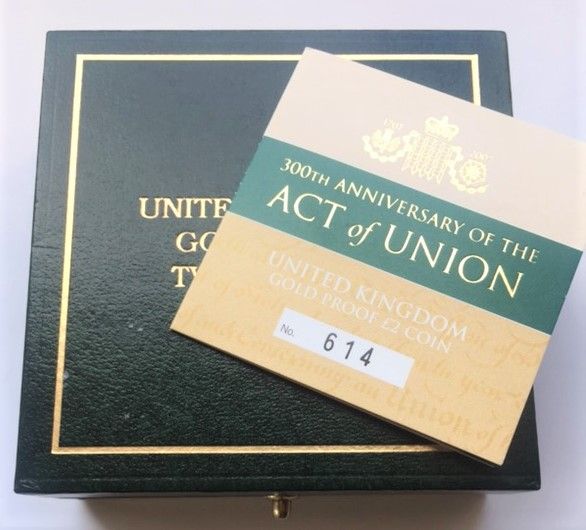 UNITE
GO
TW
1707 2007
300TH ANNIVERSARY OF THE
ACT of UNION
UNITED KINGDOM
GOLD PROOF £2 COIN
No. 614